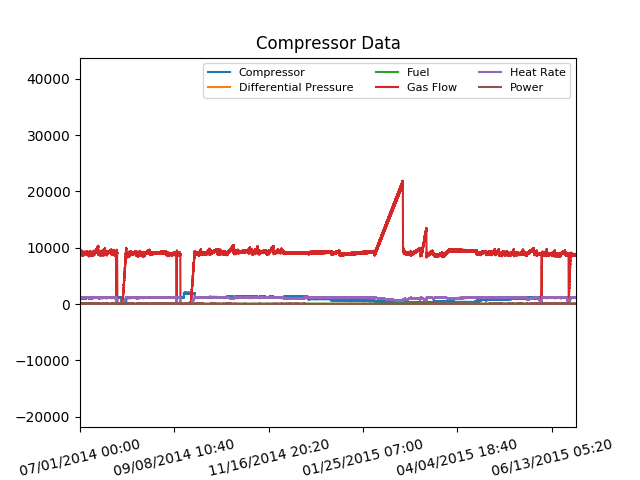 Compressor Data
Compressor
Differential Pressure
Fuel
Gas Flow
Heat Rate
Power
40000
30000
20000
10000
0
−10000
−20000
07/01/2014 00:00
09/08/2014 10:40
11/16/2014 20:20
01/25/2015 07:00
04/04/2015 18:40
06/13/2015 05:20